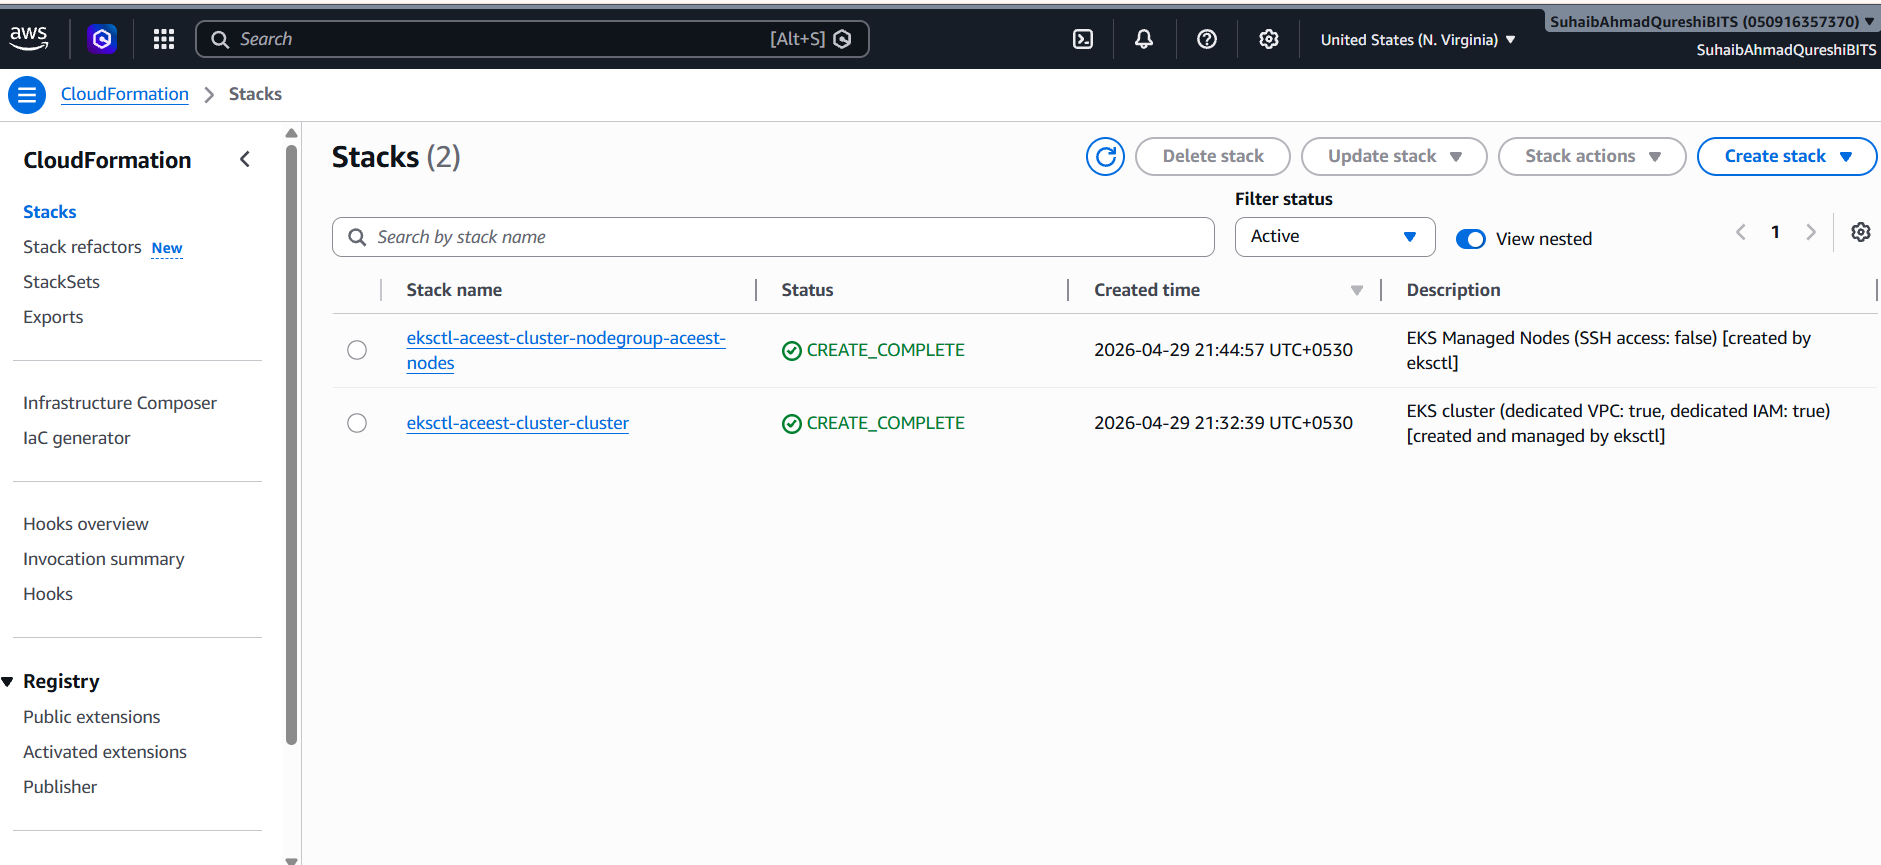 aws
Search
[Alt+S]
United States (N. Virginia)
SuhaibAhmadQureshiBITS (050916357370)
SuhaibAhmadQureshiBITS
CloudFormation
Stacks
CloudFormation
Stacks
Stack refactors New
StackSets
Exports
Infrastructure Composer
IaC generator
Hooks overview
Invocation summary
Hooks
Registry
Public extensions
Activated extensions
Publisher
Stacks (2)
Delete stack
Update stack
Stack actions
Create stack
Filter status
Search by stack name
Active
View nested
1
Stack name
Status
Created time
Description
eksctl-aceest-cluster-nodegroup-aceest-
nodes
CREATE_COMPLETE
2026-04-29 21:44:57 UTC+0530
EKS Managed Nodes (SSH access: false) [created by
eksctl]
eksctl-aceest-cluster-cluster
CREATE_COMPLETE
2026-04-29 21:32:39 UTC+0530
EKS cluster (dedicated VPC: true, dedicated IAM: true)
[created and managed by eksctl]